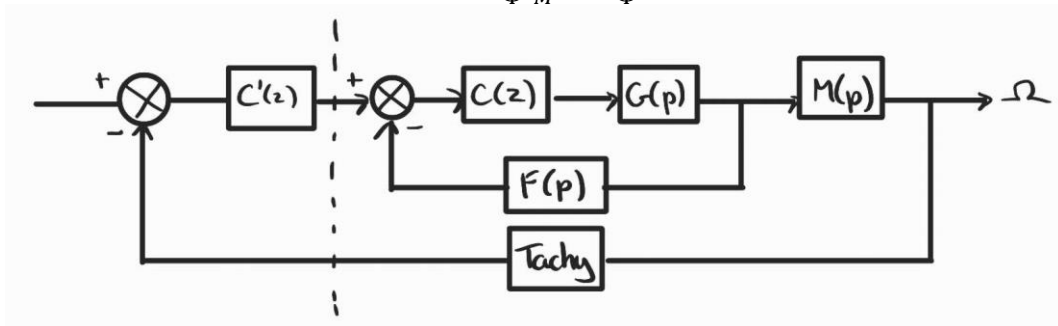 Φ M Φ
+ C'(z) + C(z) G(p) M(p) Ω
- -
F(p)
Tachy